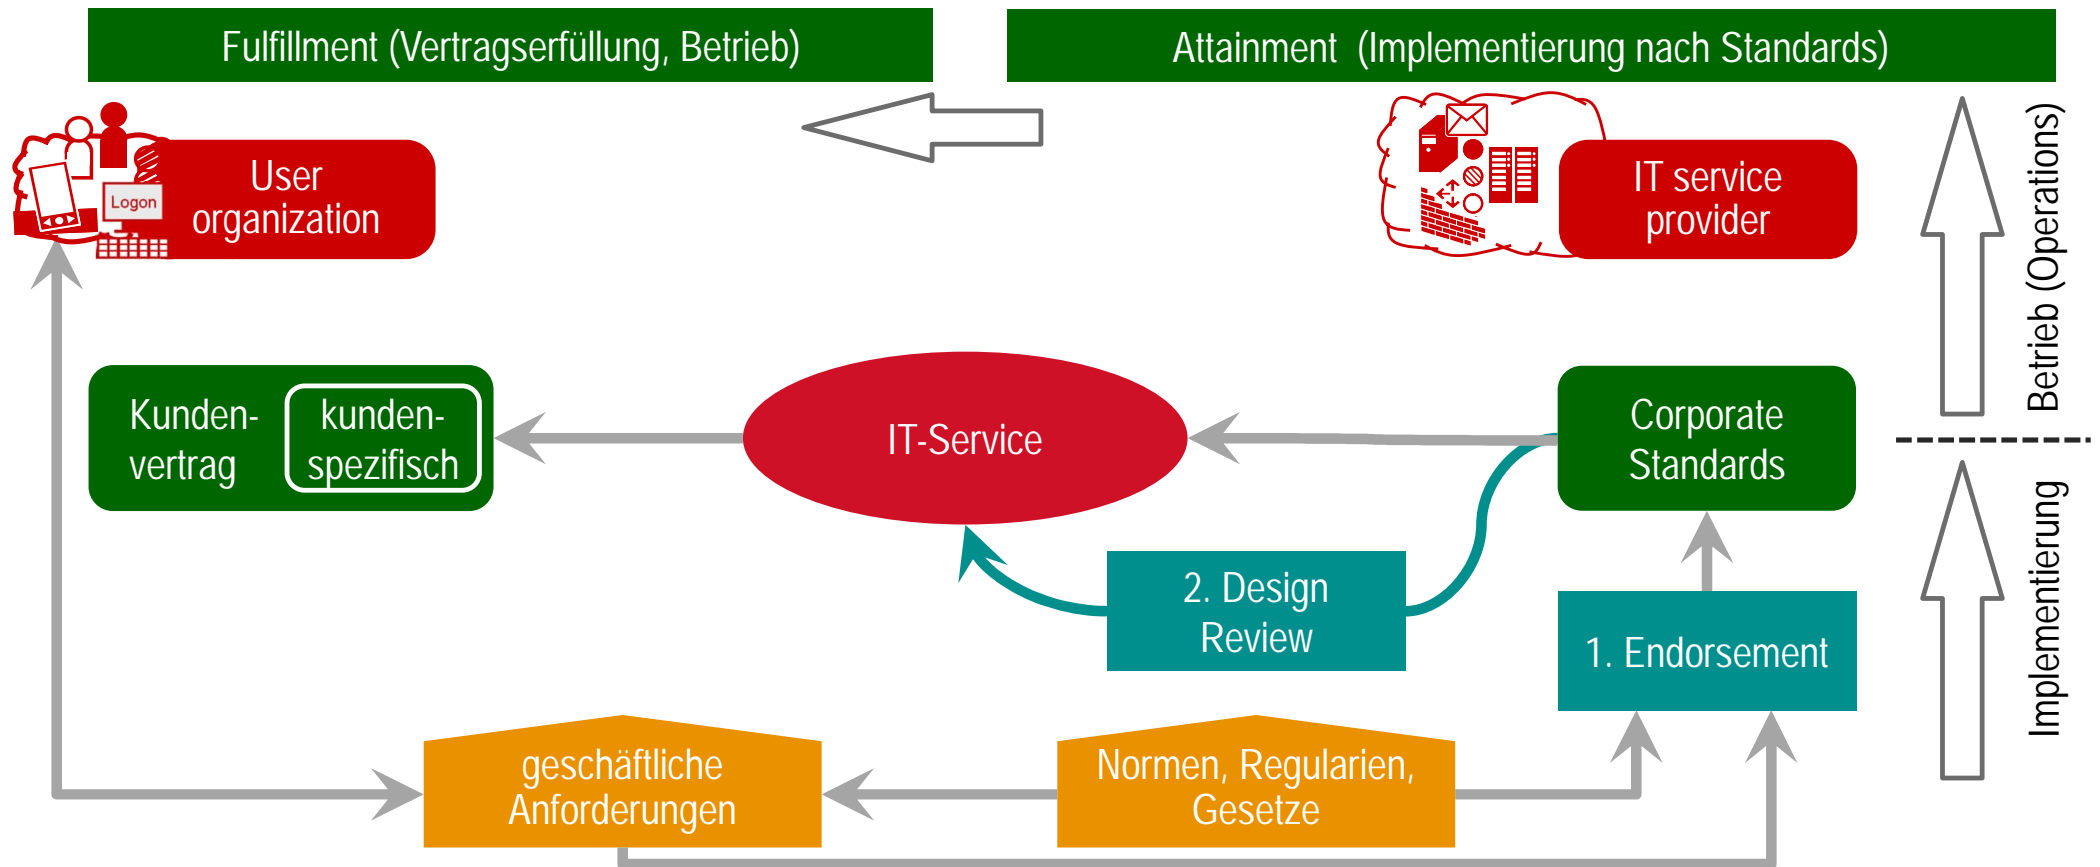 Fulfillment (Vertragserfüllung, Betrieb)
Attainment (Implementierung nach Standards)
Logon
User
organization
IT service
provider
Betrieb (Operations)
Kunden-
vertrag
kunden-
spezifisch
IT-Service
Corporate
Standards
2. Design
Review
1. Endorsement
Implementierung
geschäftliche
Anforderungen
Normen, Regularien,
Gesetze